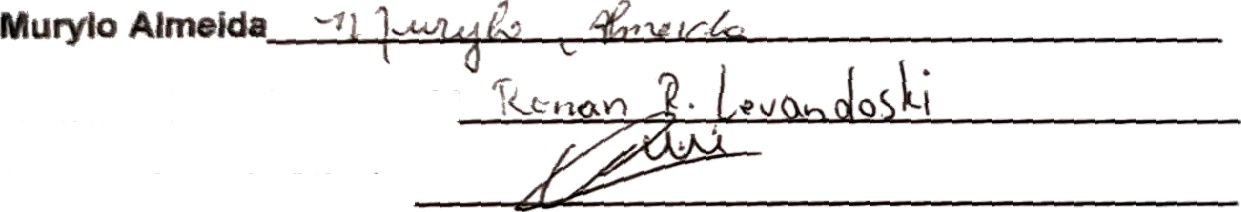 Murylo Almeida Murylo Almeida
Renan R. Levandoski